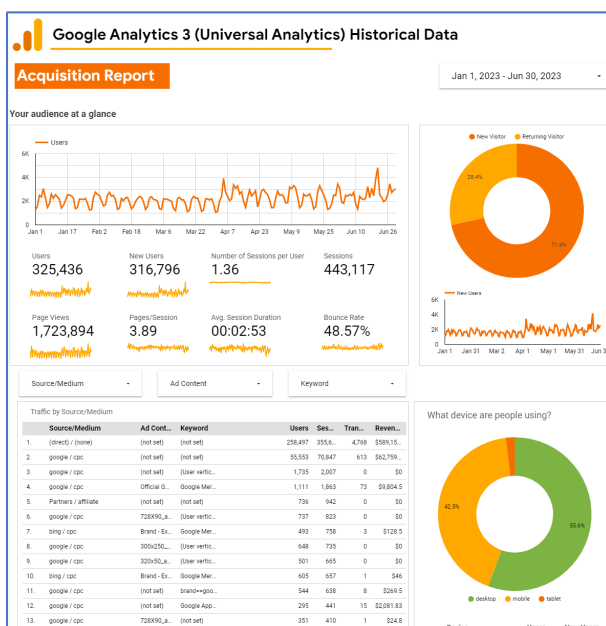 Google Analytics 3 (Universal Analytics) Historical Data
Acquisition Report
Jan 1, 2023 - Jun 30, 2023
Your audience at a glance
Users
6K
4K
2K
0
Jan 1 Jan 17 Feb 2 Feb 18 Mar 6 Mar 22 Apr 7 Apr 23 May 9 May 25 Jun 10 Jun 26
Users New Users Number of Sessions per User Sessions
325,436 316,796 1.36 443,117
Page Views Pages/Session Avg. Session Duration Bounce Rate
1,723,894 3.89 00:02:53 48.57%
New Visitor Returning Visitor
28.4%
71.6%
New Users
6K
4K
2K
0
Jan 1 Jan 31 Mar 2 Apr 1 May 1 May 31 Jun 3
Source/Medium Ad Content Keyword
Traffic by Source/Medium
Source/Medium Ad Cont... Keyword Users Ses... Tran... Reven...
1. (direct) / (none) (not set) (not set) 258,497 355,6... 4,768 $589,15...
2. google / cpc (not set) (not set) 55,553 70,847 613 $62,759...
3. google / cpc (not set) (User vertic... 1,735 2,007 0 $0
4. google / cpc Official G... Google Mer... 1,111 1,863 73 $9,804.5
5. Partners / affiliate (not set) (not set) 736 942 0 $0
6. google / cpc 728X90_a... (User vertic... 737 823 0 $0
7. bing / cpc Brand - Ex... Google Mer... 493 758 3 $128.5
8. google / cpc 300x250_... (User vertic... 648 735 0 $0
9. google / cpc 320x50_a... (User vertic... 501 665 0 $0
10. bing / cpc Brand - Ex... Google Mer... 605 657 1 $46
11. google / cpc (not set) brand==goo... 544 638 8 $269.5
12. google / cpc (not set) Google App... 295 441 15 $2,081.83
13. google / cpc 728X90_a... (not set) 351 410 1 $24.8
What device are people using?
42.5%
55.6%
desktop mobile tablet